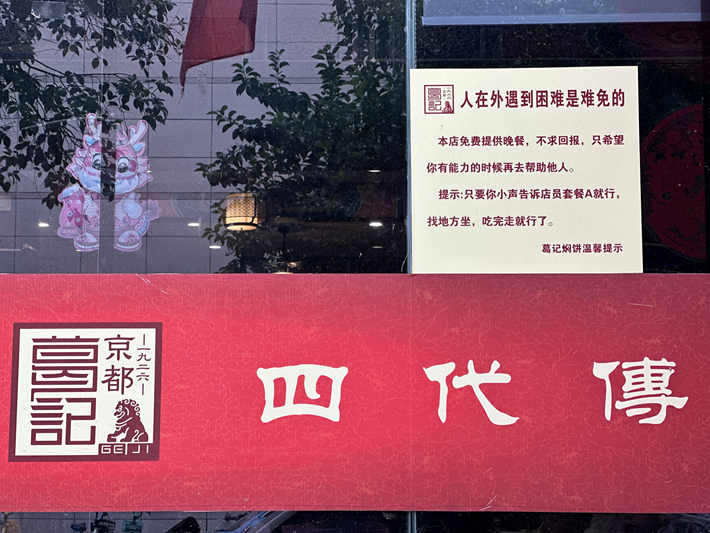 人在外遇到困难是难免的
本店免费提供晚餐，不求回报，只希望
你有能力的时候再去帮助他人。
提示:只要你小声告诉店员套餐A就行，
找地方坐，吃完走就行了。
葛记焖饼温馨提示
葛記
京都
一九二六
GEJI
四代傳